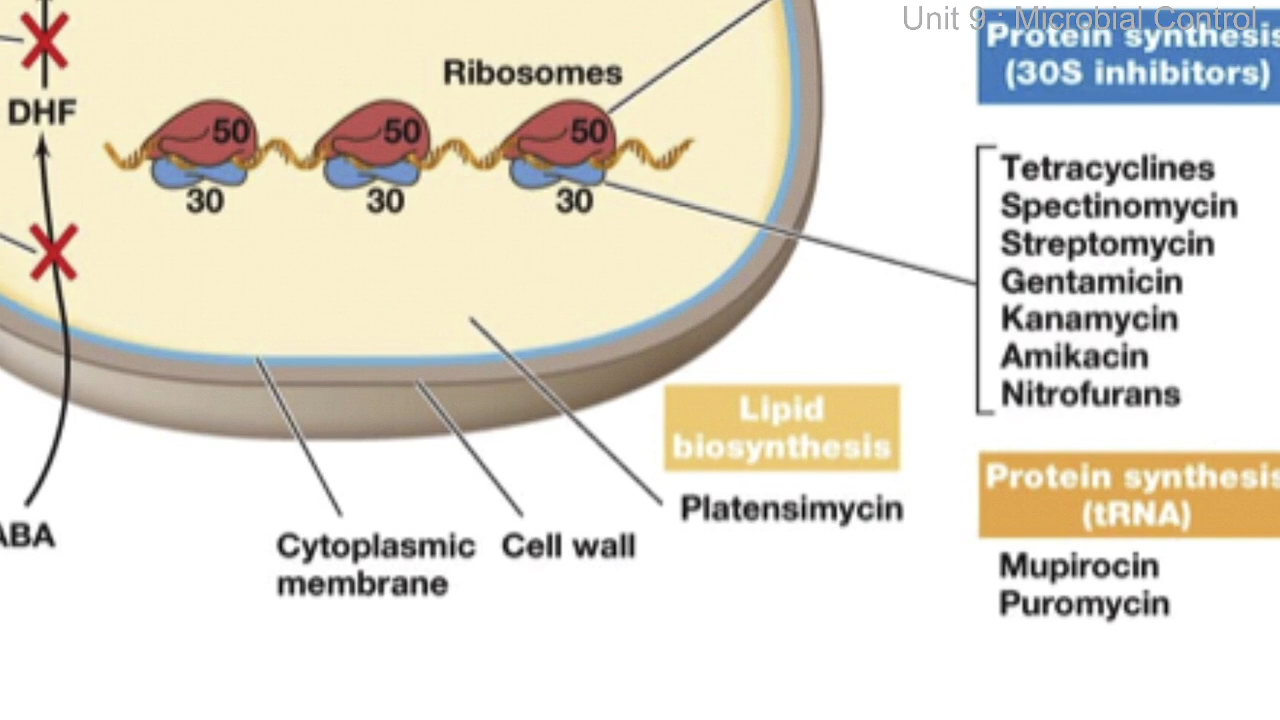 Unit 9 : Microbial Control
Protein synthesis
(30S inhibitors)
Ribosomes
DHF
50
50
50
30
30
30
Tetracyclines
Spectinomycin
Streptomycin
Gentamicin
Kanamycin
Amikacin
Nitrofurans
Lipid
biosynthesis
Platensimycin
Protein synthesis
(tRNA)
Mupirocin
Puromycin
ABA
Cytoplasmic
membrane
Cell wall